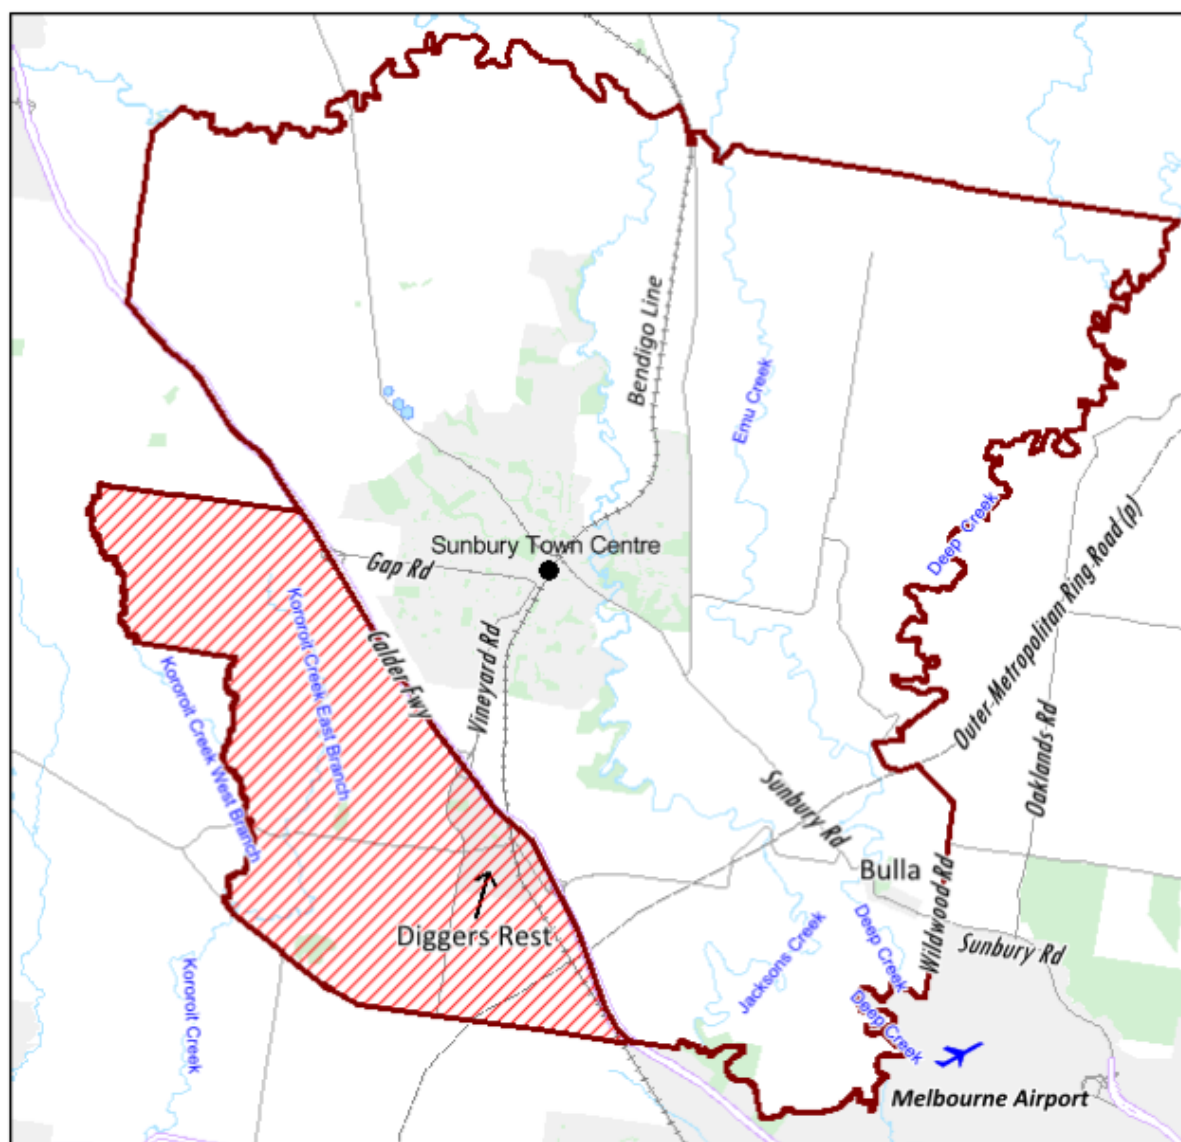 Bendigo Line
Emu Creek
Deep Creek
Outer Metropolitan Ring Road (p)
Sunbury Town Centre
Gap Rd
Kororoit Creek East Branch
Calder Fwy
Vineyard Rd
Kororoit Creek West Branch
Oaklands Rd
Sunbury Rd
Bulla
Wildwood Rd
Diggers Rest
Deep Creek
Sunbury Rd
Jacksons Creek
Kororoit Creek
Deep Creek
Melbourne Airport